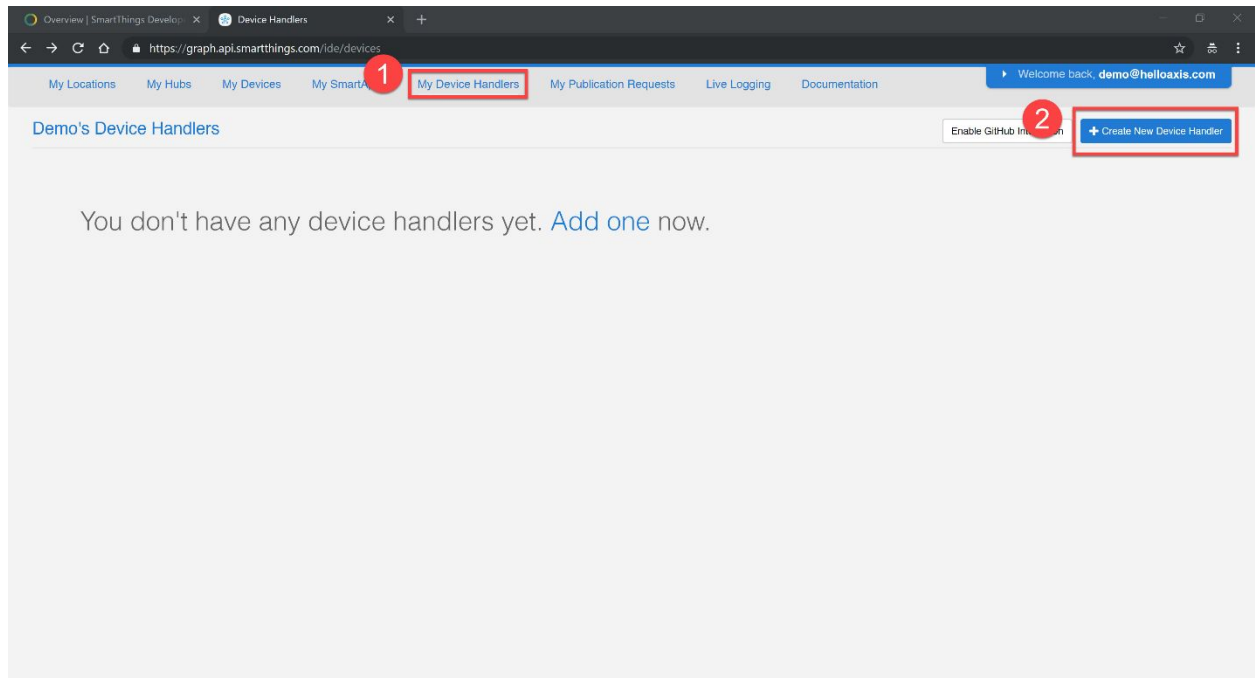 Overview | SmartThings Develop
Device Handlers
https://graph.api.smartthings.com/ide/devices
My Locations My Hubs My Devices 1 My Device Handlers My Publication Requests Live Logging Documentation Welcome back, demo@helloaxis.com
Demo's Device Handlers Enable GitHub 2 + Create New Device Handler
You don't have any device handlers yet. Add one now.